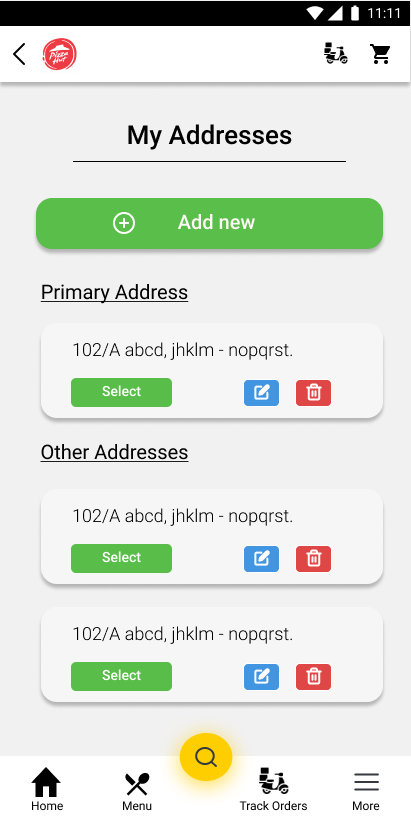 11:11
Pizza
Hut
My Addresses
Add new
Primary Address
102/A abcd, jhklm - nopqrst.
Select
Other Addresses
102/A abcd, jhklm - nopqrst.
Select
102/A abcd, jhklm - nopqrst.
Select
Home
Menu
Track Orders
More